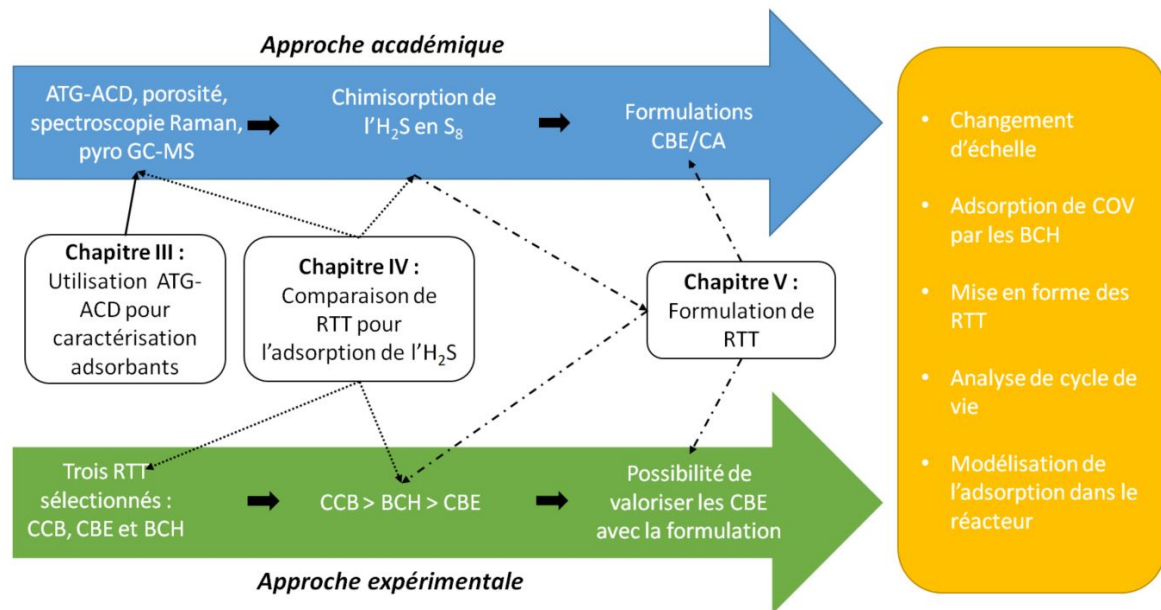 Approche académique
ATG-ACD, porosité,
spectroscopie Raman,
pyro GC-MS
Chimisorption de
l'H₂S en S₈
Formulations
CBE/CA
Chapitre III :
Utilisation ATG-
ACD pour
caractérisation
adsorbants
Chapitre IV :
Comparaison de
RTT pour
l'adsorption de l'H₂S
Chapitre V :
Formulation de
RTT
Trois RTT
sélectionnés :
CCB, CBE et BCH
CCB > BCH > CBE
Possibilité de
valoriser les CBE
avec la formulation
Approche expérimentale
• Changement
d'échelle
• Adsorption de COV
par les BCH
• Mise en forme des
RTT
• Analyse de cycle de
vie
• Modélisation de
l'adsorption dans le
réacteur